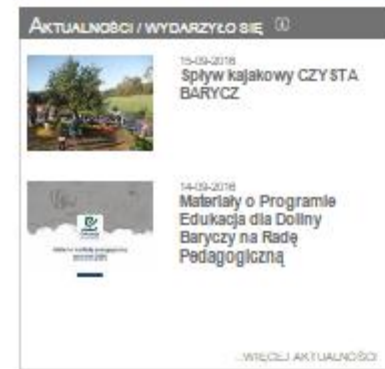 AKTUALNOŚCI / WYDARZYŁO SIĘ
15-09-2016
Spływ kajakowy CZYSTA
BARYCZ
14-09-2016
Materiały o Programie
Edukacja dla Doliny
Baryczy na Radę
Pedagogiczną
...WIĘCEJ AKTUALNOŚCI